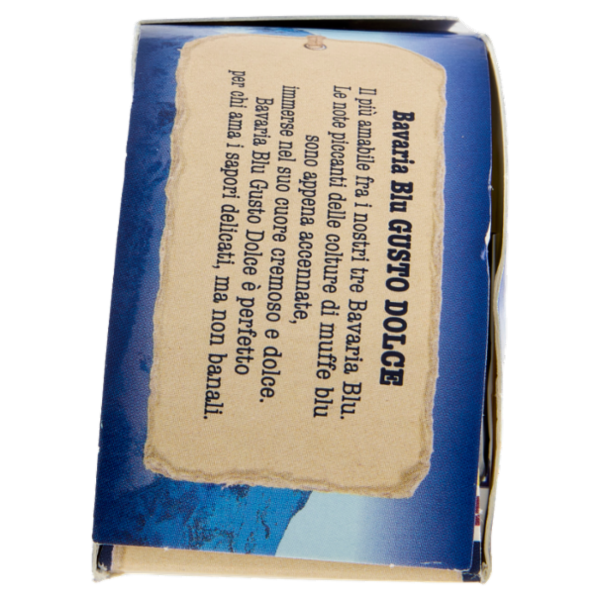 Bavaria Blu GUSTO DOLCE
Il più amabile fra i nostri tre Bavaria Blu.
Le note piccanti delle colture di muffe blu
sono appena accennate,
immerse nel suo cuore cremoso e dolce.
Bavaria Blu Gusto Dolce è perfetto
per chi ama i sapori delicati, ma non banali.